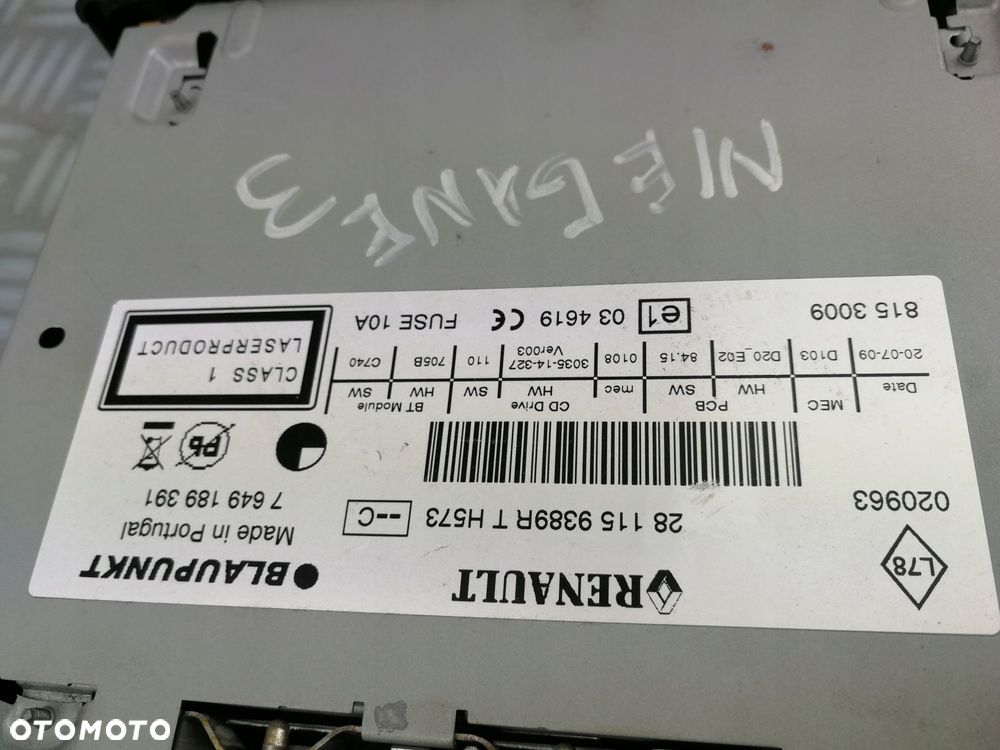 L78
RENAULT
BLAUPUNKT
28 115 9389R T H573
--C
Made in Portugal
020963
7 649 189 391
Pb
Date
MEC
PCB
HW
SW
mec
CD Drive
HW
SW
BT Module
HW
SW
20-07-09
D103
D20_E02
84.15
0108
3035-14-327
Ver003
110
705B
C740
CLASS 1
LASERPRODUCT
815 3009
e1
03 4619 CE FUSE 10A
MEGANE 3
OTOMOTO